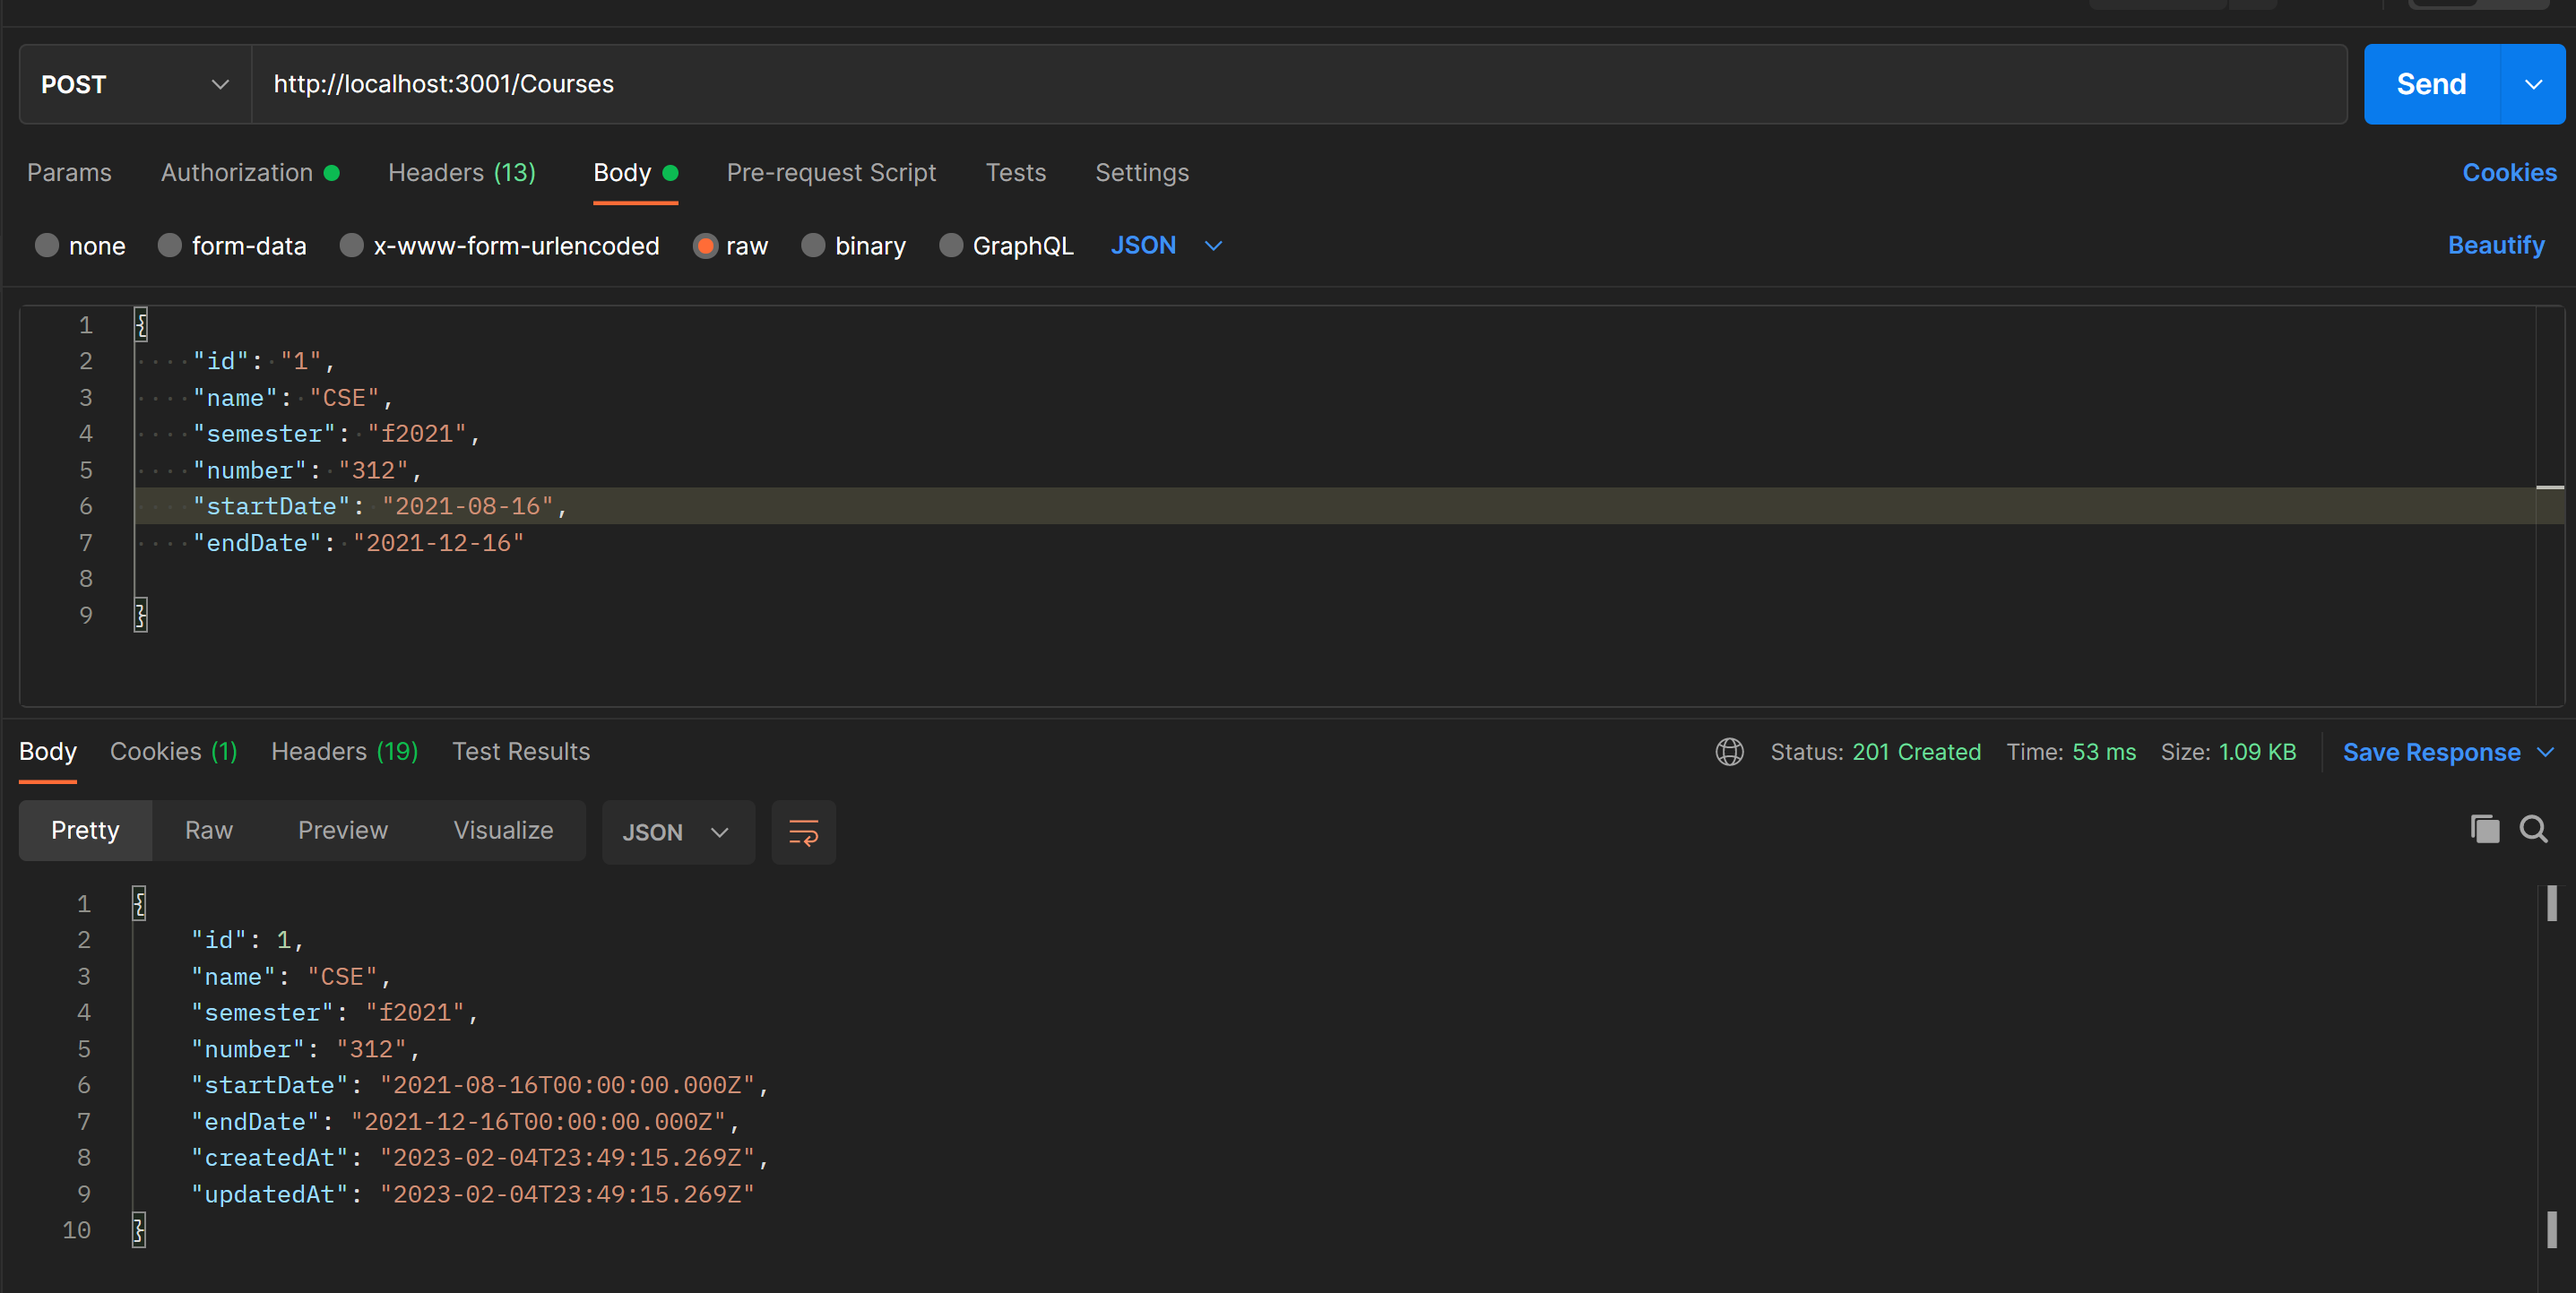 POST http://localhost:3001/Courses Send
Params Authorization Headers (13) Body Pre-request Script Tests Settings Cookies
none form-data x-www-form-urlencoded raw binary GraphQL JSON Beautify
1 {
2 "id": "1",
3 "name": "CSE",
4 "semester": "f2021",
5 "number": "312",
6 "startDate": "2021-08-16",
7 "endDate": "2021-12-16"
8
9 }
Body Cookies (1) Headers (19) Test Results Status: 201 Created Time: 53 ms Size: 1.09 KB Save Response
Pretty Raw Preview Visualize JSON
1 {
2 "id": 1,
3 "name": "CSE",
4 "semester": "f2021",
5 "number": "312",
6 "startDate": "2021-08-16T00:00:00.000Z",
7 "endDate": "2021-12-16T00:00:00.000Z",
8 "createdAt": "2023-02-04T23:49:15.269Z",
9 "updatedAt": "2023-02-04T23:49:15.269Z"
10 }